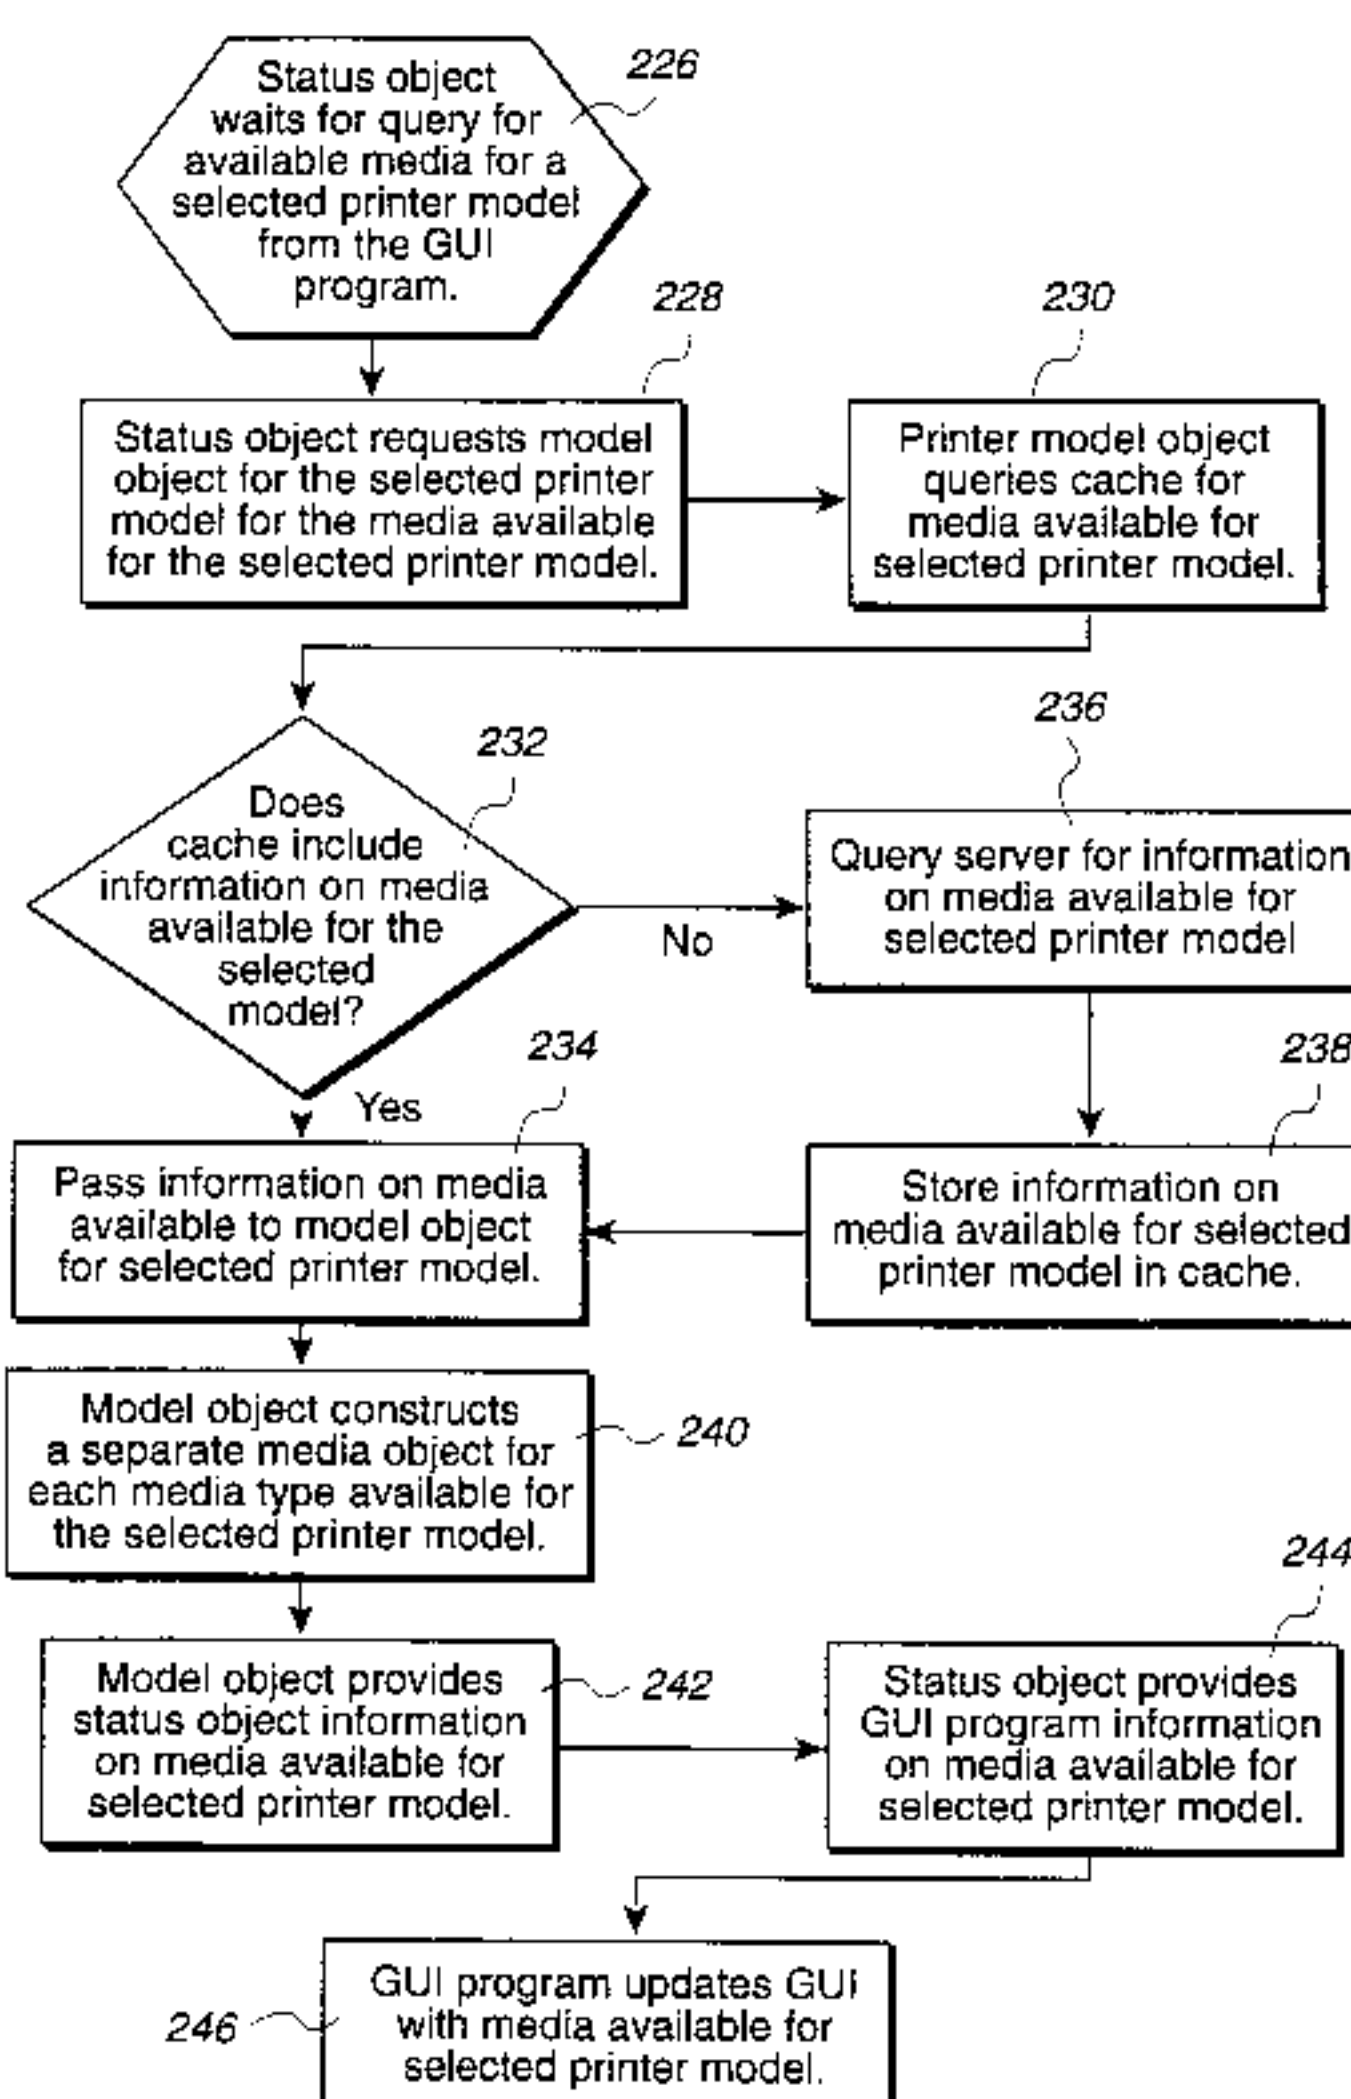 226
Status object
waits for query for
available media for a
selected printer model
from the GUI
program.
228
230
Status object requests model
object for the selected printer
model for the media available
for the selected printer model.
Printer model object
queries cache for
media available for
selected printer model.
232
236
Does
cache include
information on media
available for the
selected
model?
No
Query server for information
on media available for
selected printer model
234
238
Yes
Pass information on media
available to model object
for selected printer model.
Store information on
media available for selected
printer model in cache.
Model object constructs
a separate media object for
each media type available for
the selected printer model.
240
244
Model object provides
status object information
on media available for
selected printer model.
242
Status object provides
GUI program information
on media available for
selected printer model.
GUI program updates GUI
with media available for
selected printer model.
246